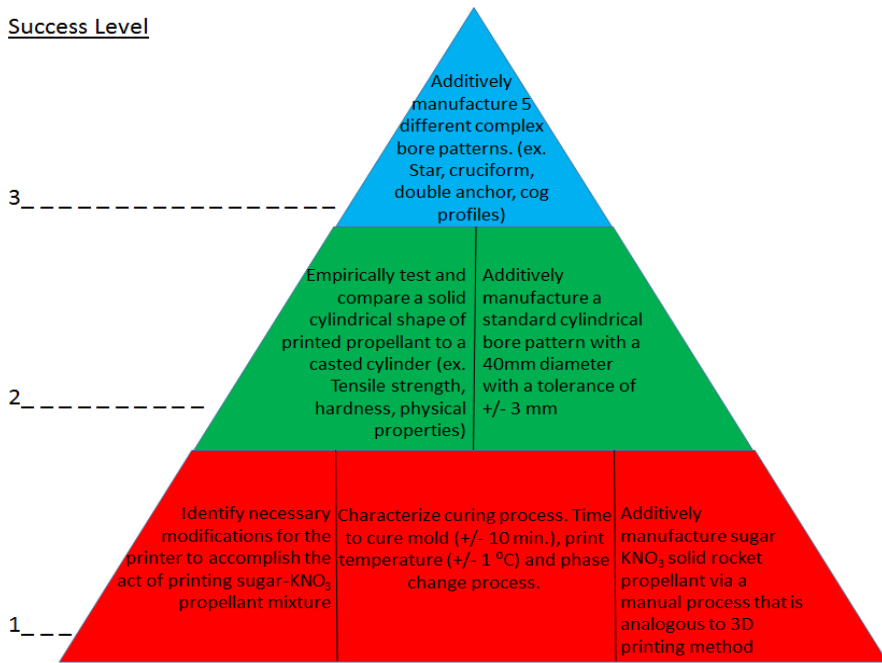 Success Level
Additively
manufacture 5
different complex
bore patterns. (ex.
Star, cruciform,
double anchor, cog
profiles)
3_ _ _ _ _ _ _ _ _ _ _ _ _ _ _ _ _
Empirically test and
compare a solid
cylindrical shape of
printed propellant to a
casted cylinder (ex.
Tensile strength,
hardness, physical
properties)
Additively
manufacture a
standard cylindrical
bore pattern with a
40mm diameter
with a tolerance of
+/- 3 mm
2_ _ _ _ _ _ _ _ _ _
Identify necessary
modifications for the
printer to accomplish the
act of printing sugar-KNO₃
propellant mixture
Characterize curing process. Time
to cure mold (+/- 10 min.), print
temperature (+/- 1 ⁰C) and phase
change process.
Additively
manufacture sugar
KNO₃ solid rocket
propellant via a
manual process that is
analogous to 3D
printing method
1_ _ _ _